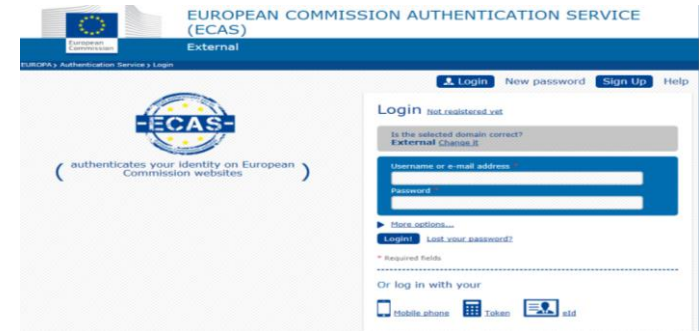 EUROPEAN COMMISSION AUTHENTICATION SERVICE
(ECAS)
European
Commission
External
EUROPA > Authentication Service > Login
Login New password Sign Up Help
-ECAS-
( authenticates your identity on European )
Commission websites
Login Not registered yet
Is the selected domain correct?
External Change it
Username or e-mail address *
Password *
More options...
Login! Lost your password?
* Required fields
Or log in with your
Mobile phone Token eId